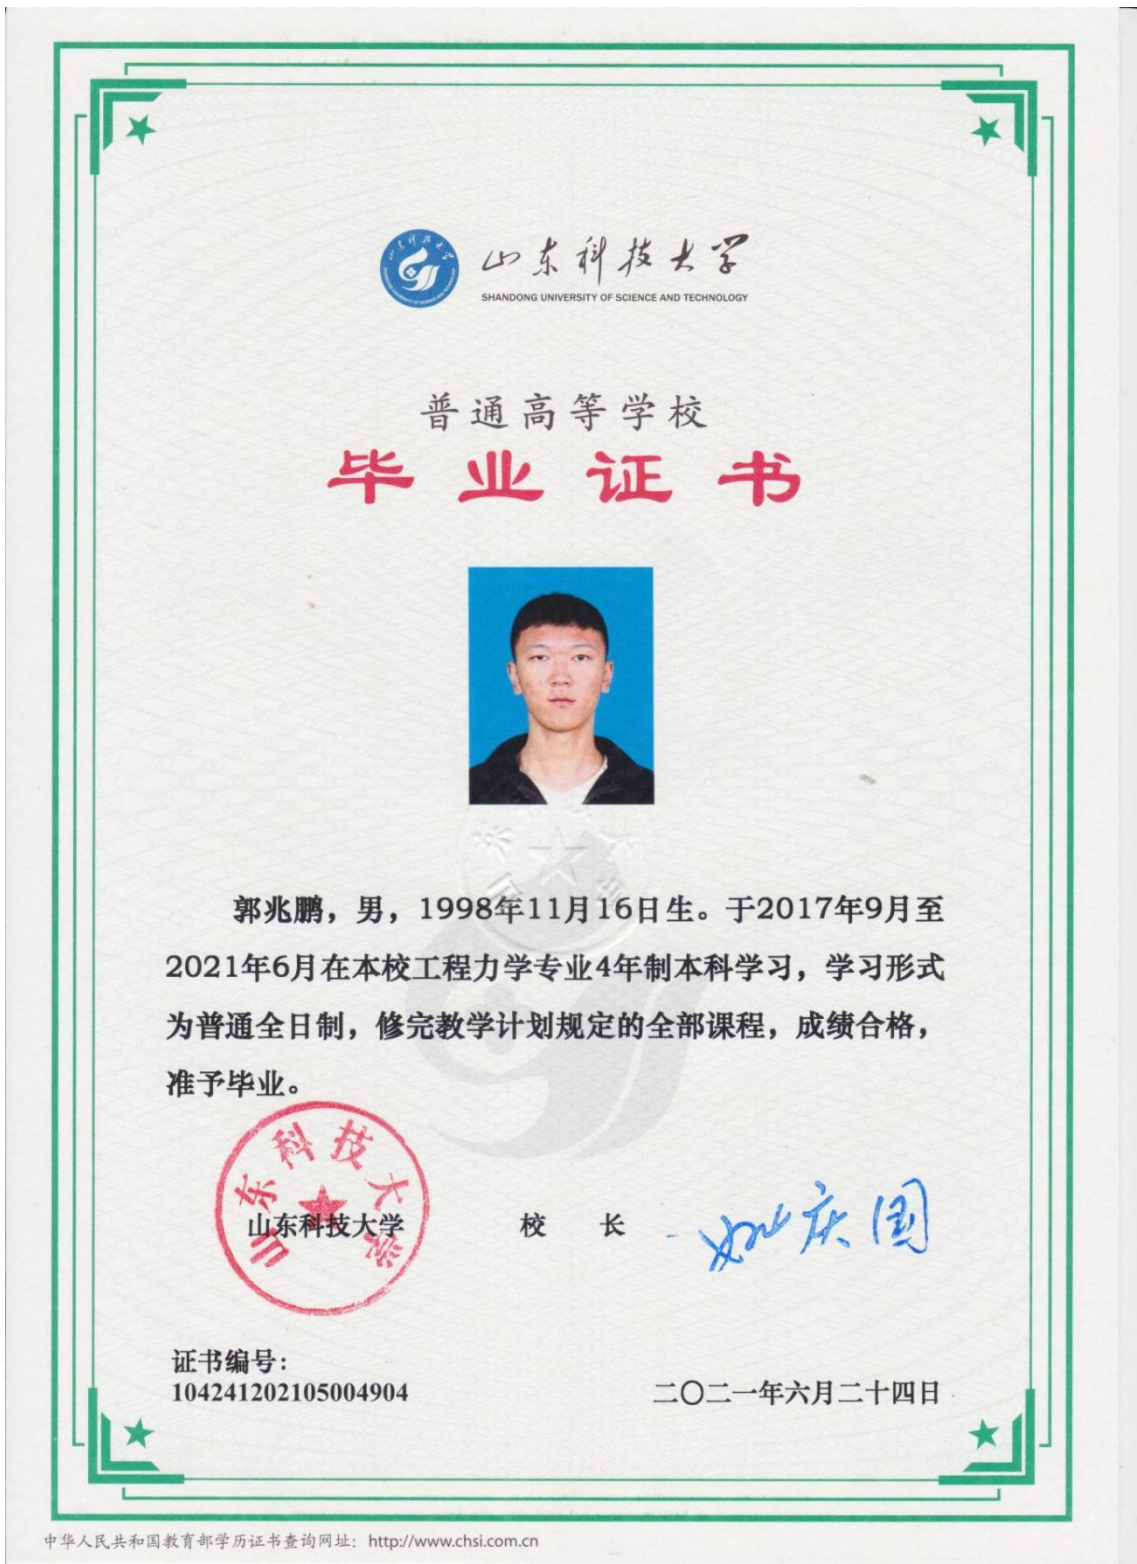 山东科技大学
SHANDONG UNIVERSITY OF SCIENCE AND TECHNOLOGY
普通高等学校
毕业证书
郭兆鹏，男，1998年11月16日生。于2017年9月至
2021年6月在本校工程力学专业4年制本科学习，学习形式
为普通全日制，修完教学计划规定的全部课程，成绩合格，
准予毕业。
山东科技大学
山东科技大学 校 长 姚庆国
证书编号：
104241202105004904 二〇二一年六月二十四日
中华人民共和国教育部学历证书查询网址：http://www.chsi.com.cn